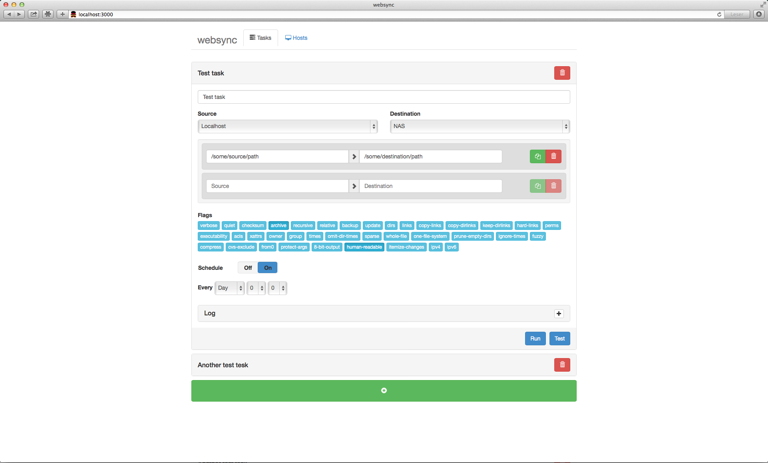 websync
localhost:3000
websync
Tasks
Hosts
Test task
Test task
Source
Destination
Localhost
NAS
/some/source/path
/some/destination/path
Source
Destination
Flags
verbose quiet checksum archive recursive relative backup update dirs links copy-links copy-dirlinks keep-dirlinks hard-links perms
executability acls xattrs owner group times omit-dir-times sparse whole-file one-file-system prune-empty-dirs ignore-times fuzzy
compress cvs-exclude from0 protect-args 8-bit-output human-readable itemize-changes ipv4 ipv6
Schedule
Off
On
Every
Day
0
0
Log
Run
Test
Another test tesk